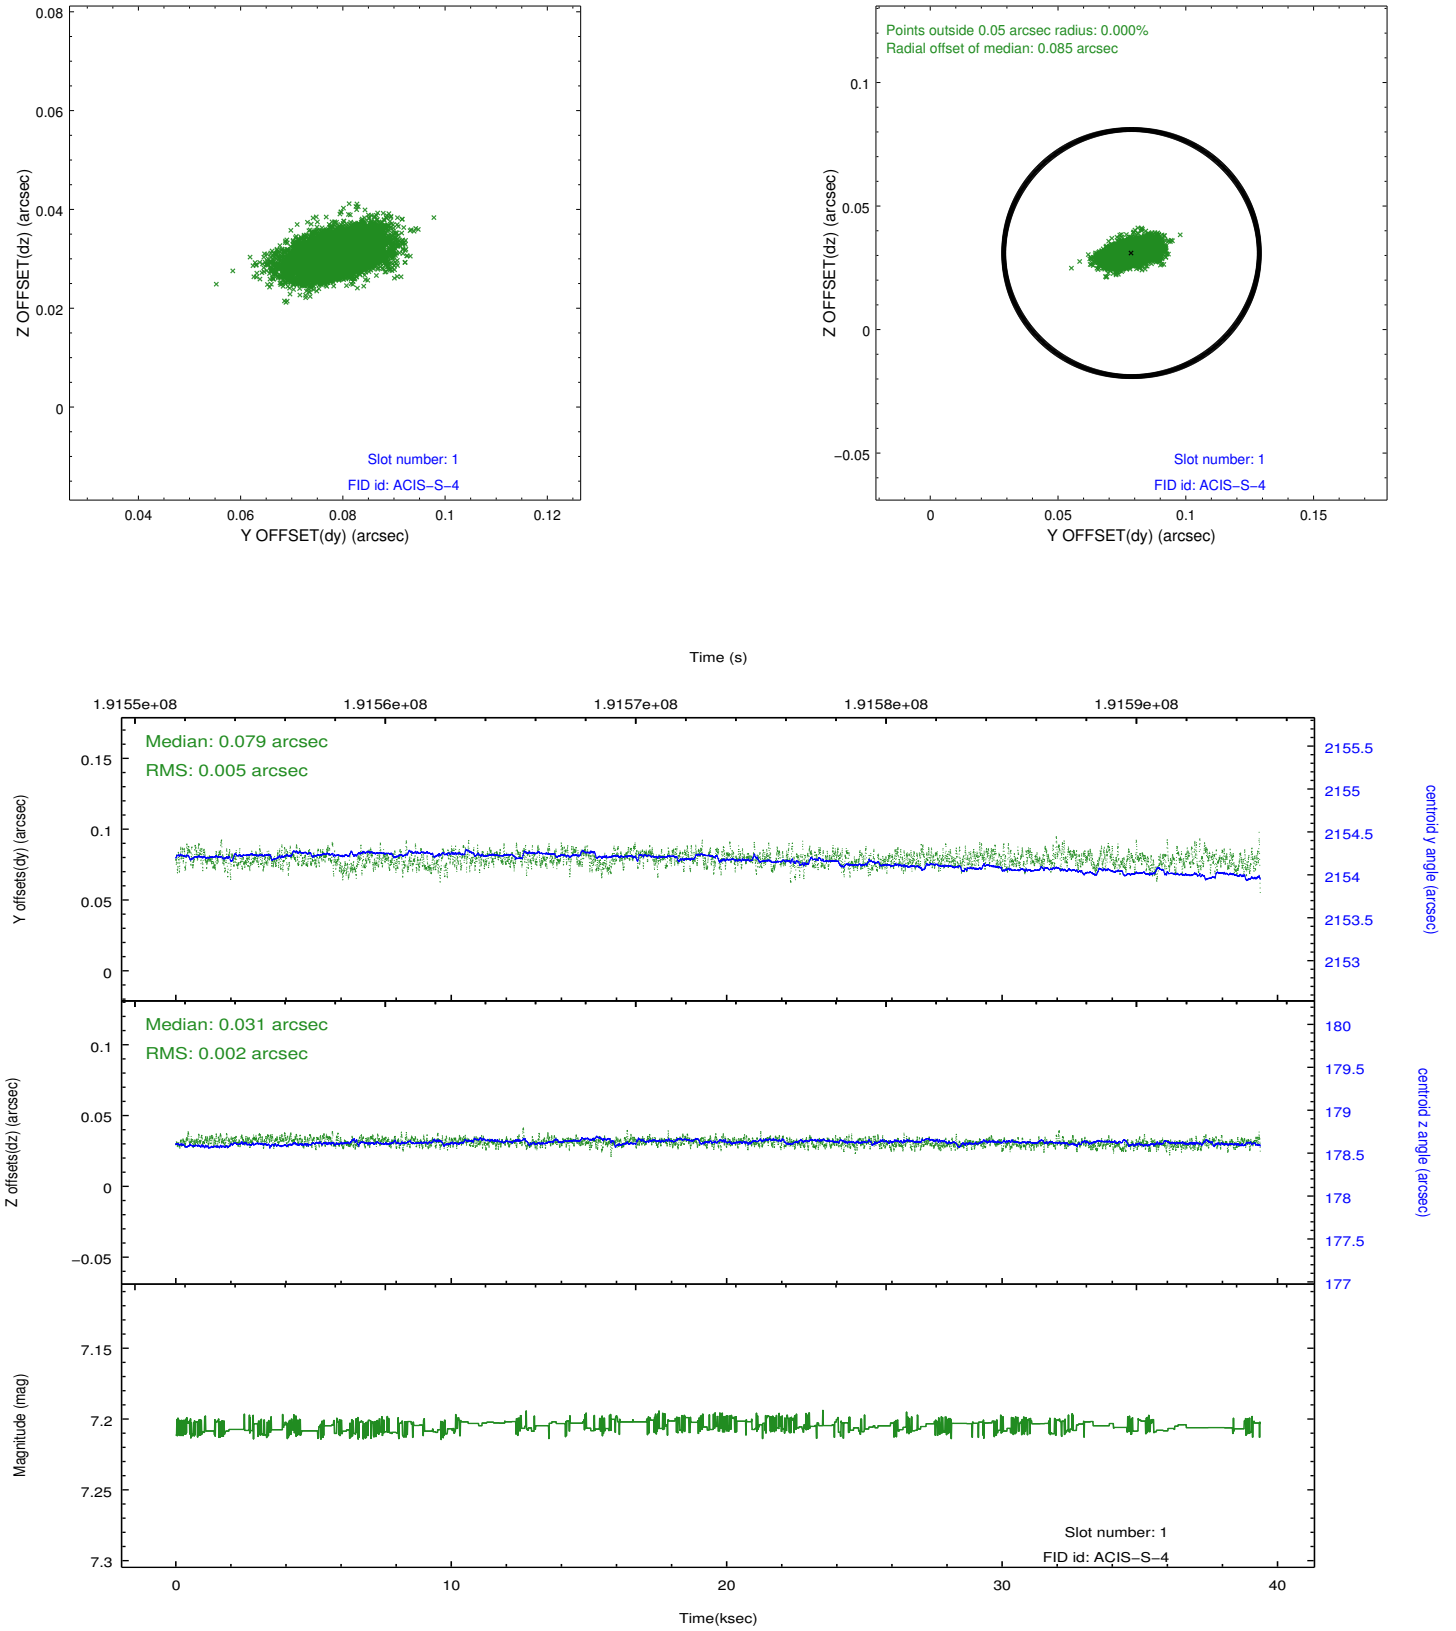 0.08
0.06
0.04
0.02
0
Z OFFSET(dz) (arcsec)
Slot number: 1
FID id: ACIS−S−4
0.04 0.06 0.08 0.1 0.12
Y OFFSET(dy) (arcsec)
Points outside 0.05 arcsec radius: 0.000%
Radial offset of median: 0.085 arcsec
0.1
0.05
0
−0.05
Z OFFSET(dz) (arcsec)
Slot number: 1
FID id: ACIS−S−4
0 0.05 0.1 0.15
Y OFFSET(dy) (arcsec)
Time (s)
1.9155e+08 1.9156e+08 1.9157e+08 1.9158e+08 1.9159e+08
Median: 0.079 arcsec
RMS: 0.005 arcsec
0.15
0.1
0.05
0
Y offsets(dy) (arcsec)
2155.5
2155
2154.5
2154
2153.5
2153
centroid y angle (arcsec)
Median: 0.031 arcsec
RMS: 0.002 arcsec
0.1
0.05
0
−0.05
Z offsets(dz) (arcsec)
180
179.5
179
178.5
178
177.5
177
centroid z angle (arcsec)
7.15
7.2
7.25
7.3
Magnitude (mag)
Slot number: 1
FID id: ACIS−S−4
0 10 20 30 40
Time(ksec)